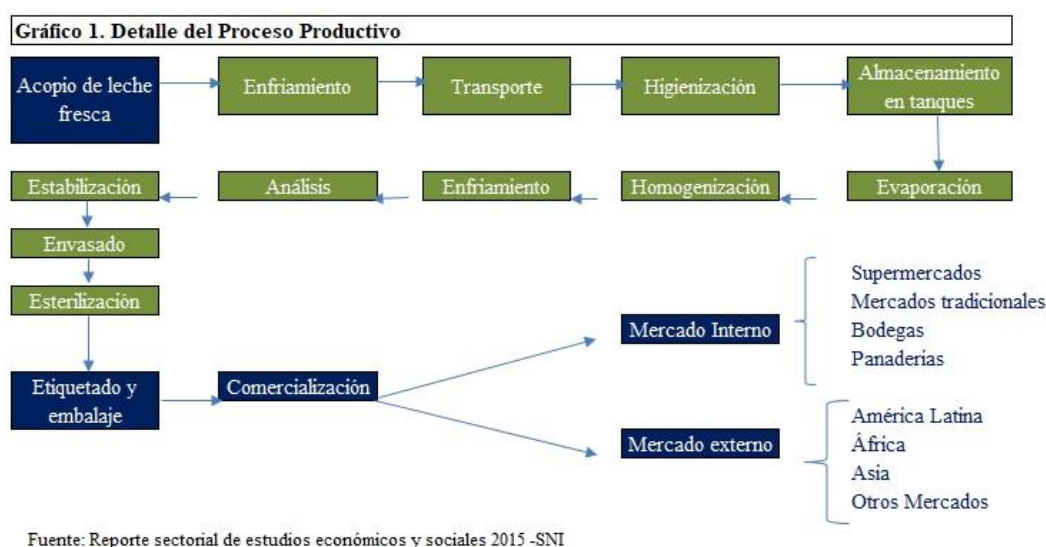 Gráfico 1. Detalle del Proceso Productivo
Acopio de leche
fresca
Enfriamiento
Transporte
Higienización
Almacenamiento
en tanques
Evaporación
Homogenización
Enfriamiento
Análisis
Estabilización
Envasado
Esterilización
Etiquetado y
embalaje
Comercialización
Mercado Interno
Supermercados
Mercados tradicionales
Bodegas
Panaderias
Mercado externo
América Latina
África
Asia
Otros Mercados
Fuente: Reporte sectorial de estudios económicos y sociales 2015 -SNI